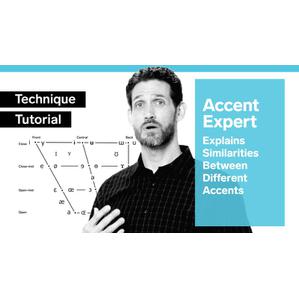 Technique
Tutorial
Accent
Expert
Explains
Similarities
Between
Different
Accents
Front
Central
Back
Close
Close-mid
Open-mid
Open